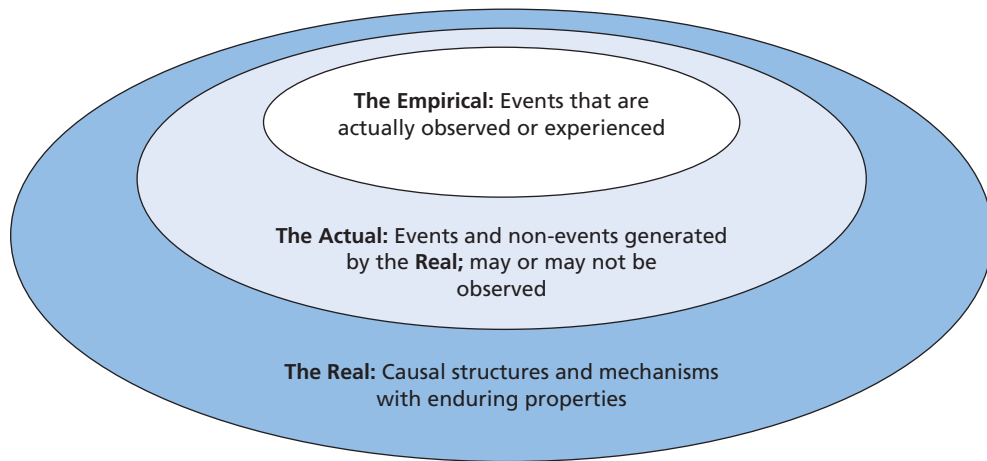 The Empirical: Events that are
actually observed or experienced
The Actual: Events and non-events generated
by the Real; may or may not be
observed
The Real: Causal structures and mechanisms
with enduring properties